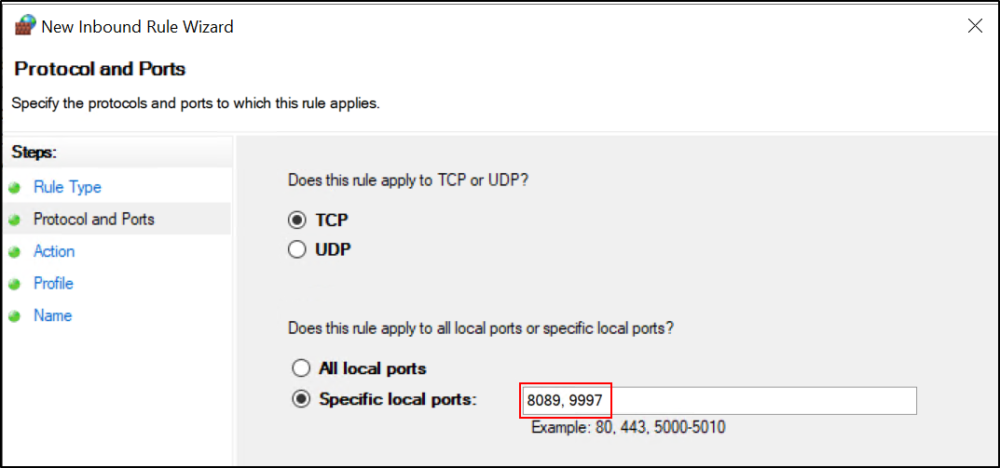 New Inbound Rule Wizard
Protocol and Ports
Specify the protocols and ports to which this rule applies.
Steps:
Rule Type
Protocol and Ports
Action
Profile
Name
Does this rule apply to TCP or UDP?
TCP
UDP
Does this rule apply to all local ports or specific local ports?
All local ports
Specific local ports: 8089, 9997
Example: 80, 443, 5000-5010